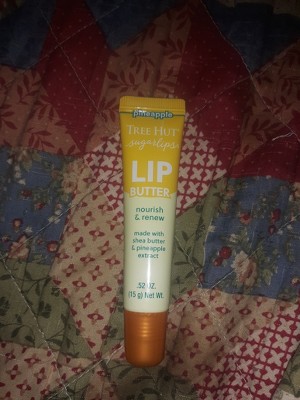 pineapple
TREE HUT
sugarlips
LIP
BUTTER
nourish
& renew
made with
shea butter
& pineapple
extract
.52 OZ.
(15 g) Net Wt.